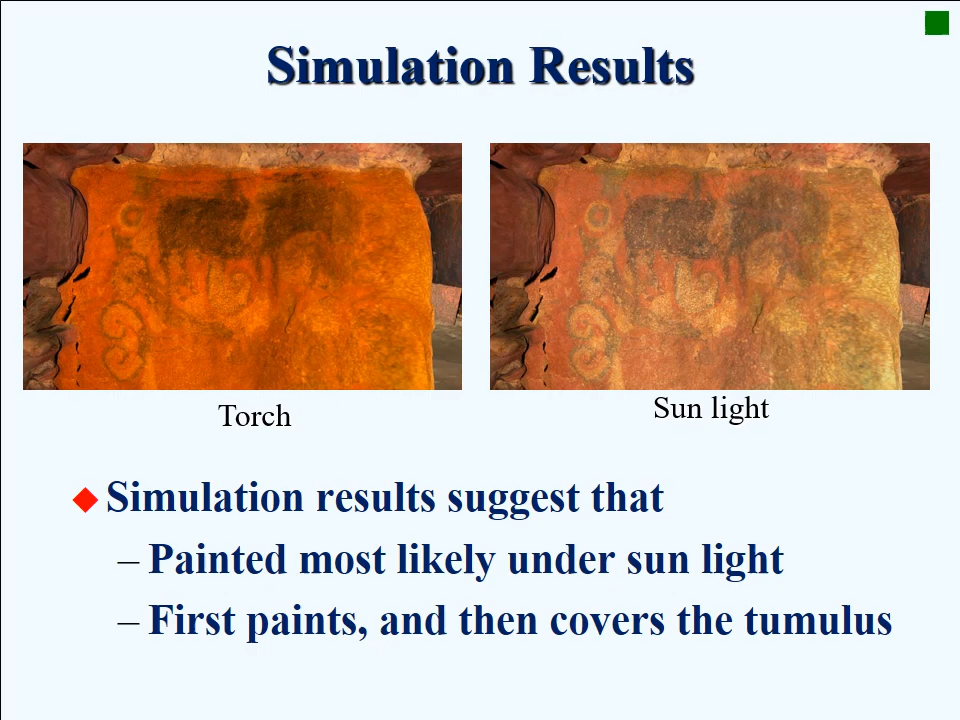 Simulation Results
Torch
Sun light
Simulation results suggest that
– Painted most likely under sun light
– First paints, and then covers the tumulus